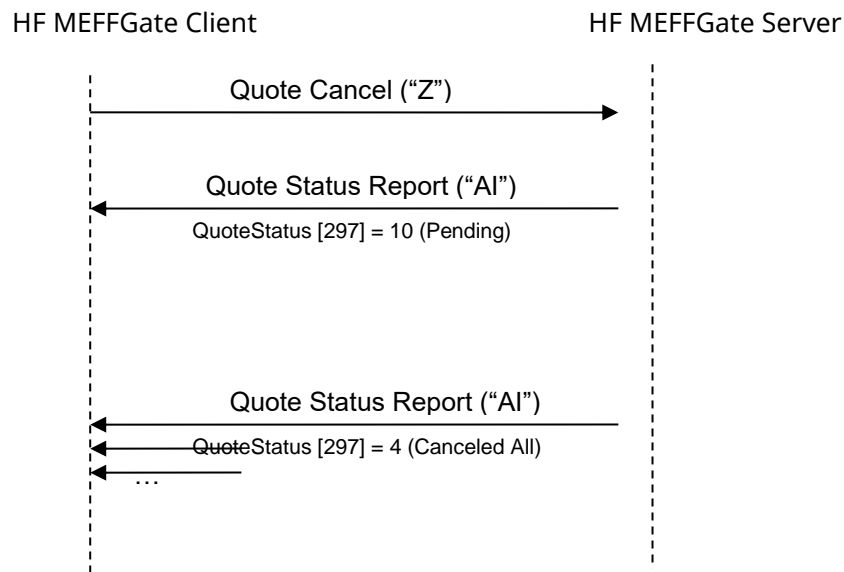 HF MEFFGate Client HF MEFFGate Server
Quote Cancel (“Z”)
Quote Status Report (“AI”)
QuoteStatus [297] = 10 (Pending)
Quote Status Report (“AI”)
QuoteStatus [297] = 4 (Canceled All)
…